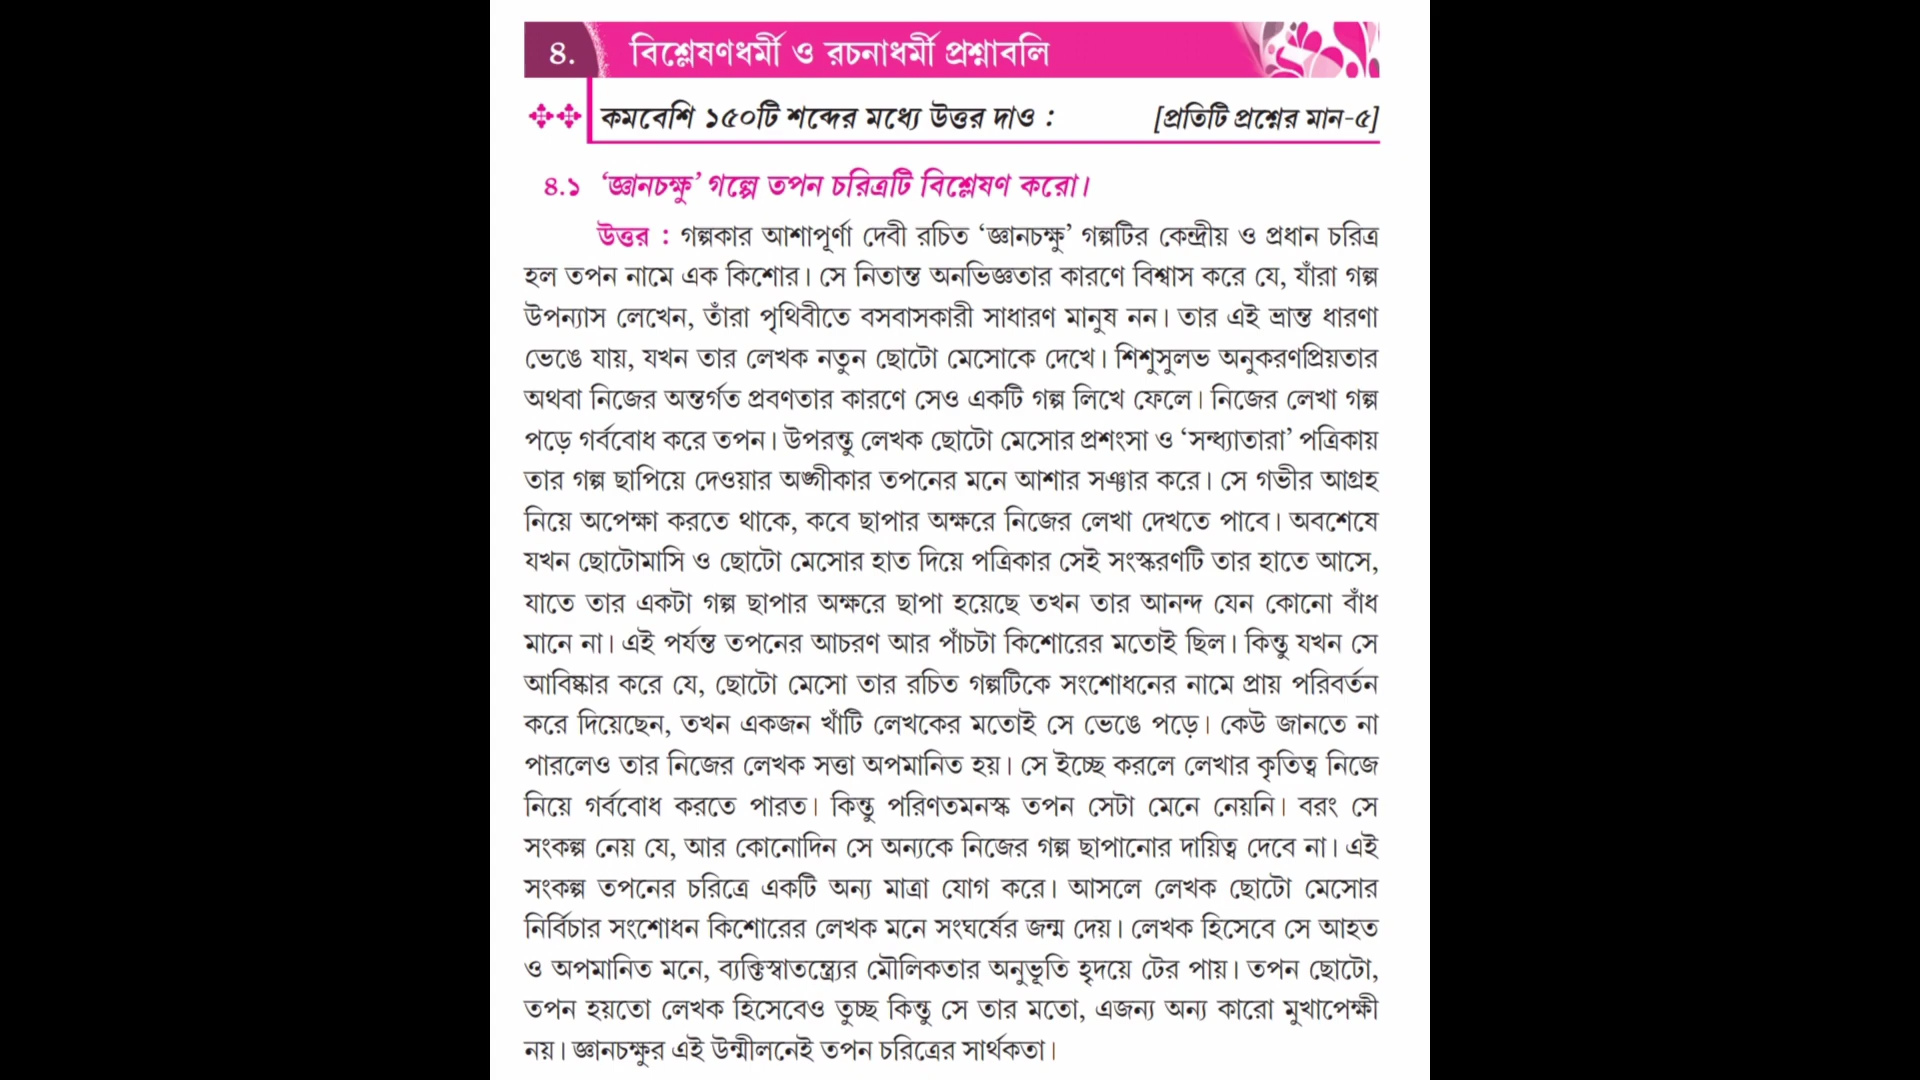 ৪. বিশ্লেষণধর্মী ও রচনাধর্মী প্রশ্নাবলি
কমবেশি ১৫০টি শব্দের মধ্যে উত্তর দাও : [প্রতিটি প্রশ্নের মান-৫]
৪.১ ‘জ্ঞানচক্ষু’ গল্পে তপন চরিত্রটি বিশ্লেষণ করো।
উত্তর : গল্পকার আশাপূর্ণা দেবী রচিত ‘জ্ঞানচক্ষু’ গল্পটির কেন্দ্রীয় ও প্রধান চরিত্র
হল তপন নামে এক কিশোর। সে নিতান্ত অনভিজ্ঞতার কারণে বিশ্বাস করে যে, যাঁরা গল্প
উপন্যাস লেখেন, তাঁরা পৃথিবীতে বসবাসকারী সাধারণ মানুষ নন। তার এই ভ্রান্ত ধারণা
ভেঙে যায়, যখন তার লেখক নতুন ছোটো মেসোকে দেখে। শিশুসুলভ অনুকরণপ্রিয়তার
অথবা নিজের অন্তর্গত প্রবণতার কারণে সেও একটি গল্প লিখে ফেলে। নিজের লেখা গল্প
পড়ে গর্ববোধ করে তপন। উপরন্তু লেখক ছোটো মেসোর প্রশংসা ও ‘সন্ধ্যাতারা’ পত্রিকায়
তার গল্প ছাপিয়ে দেওয়ার অঙ্গীকার তপনের মনে আশার সঞ্চার করে। সে গভীর আগ্রহ
নিয়ে অপেক্ষা করতে থাকে, কবে ছাপার অক্ষরে নিজের লেখা দেখতে পাবে। অবশেষে
যখন ছোটোমাসি ও ছোটো মেসোর হাত দিয়ে পত্রিকার সেই সংস্করণটি তার হাতে আসে,
যাতে তার একটা গল্প ছাপার অক্ষরে ছাপা হয়েছে তখন তার আনন্দ যেন কোনো বাঁধ
মানে না। এই পর্যন্ত তপনের আচরণ আর পাঁচটা কিশোরের মতোই ছিল। কিন্তু যখন সে
আবিষ্কার করে যে, ছোটো মেসো তার রচিত গল্পটিকে সংশোধনের নামে প্রায় পরিবর্তন
করে দিয়েছেন, তখন একজন খাঁটি লেখকের মতোই সে ভেঙে পড়ে। কেউ জানতে না
পারলেও তার নিজের লেখক সত্তা অপমানিত হয়। সে ইচ্ছে করলে লেখার কৃতিত্ব নিজে
নিয়ে গর্ববোধ করতে পারত। কিন্তু পরিণতমনস্ক তপন সেটা মেনে নেয়নি। বরং সে
সংকল্প নেয় যে, আর কোনোদিন সে অন্যকে নিজের গল্প ছাপানোর দায়িত্ব দেবে না। এই
সংকল্প তপনের চরিত্রে একটি অন্য মাত্রা যোগ করে। আসলে লেখক ছোটো মেসোর
নির্বিচার সংশোধন কিশোরের লেখক মনে সংঘর্ষের জন্ম দেয়। লেখক হিসেবে সে আহত
ও অপমানিত মনে, ব্যক্তিস্বাতন্ত্র্যের মৌলিকতার অনুভূতি হৃদয়ে টের পায়। তপন ছোটো,
তপন হয়তো লেখক হিসেবেও তুচ্ছ কিন্তু সে তার মতো, এজন্য অন্য কারো মুখাপেক্ষী
নয়। জ্ঞানচক্ষুর এই উন্মীলনেই তপন চরিত্রের সার্থকতা।